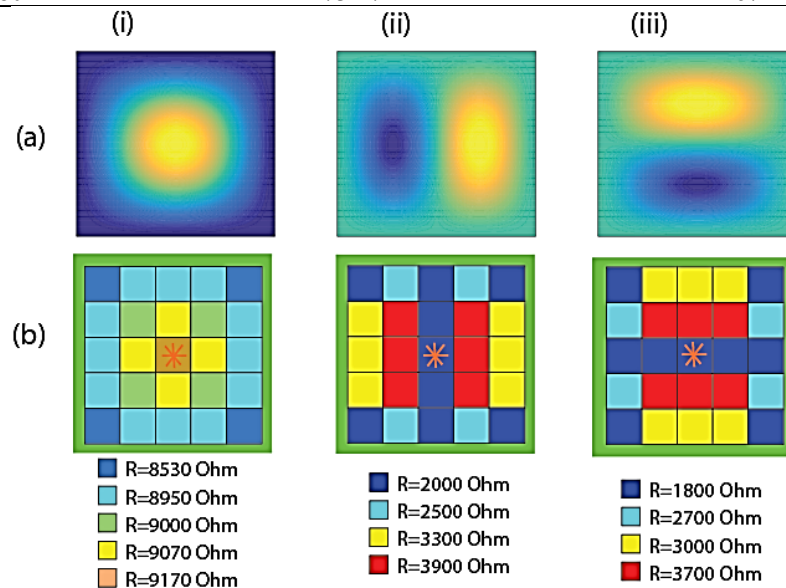 (i) (ii) (iii)
(a)
(b)
R=8530 Ohm
R=8950 Ohm
R=9000 Ohm
R=9070 Ohm
R=9170 Ohm
R=2000 Ohm
R=2500 Ohm
R=3300 Ohm
R=3900 Ohm
R=1800 Ohm
R=2700 Ohm
R=3000 Ohm
R=3700 Ohm